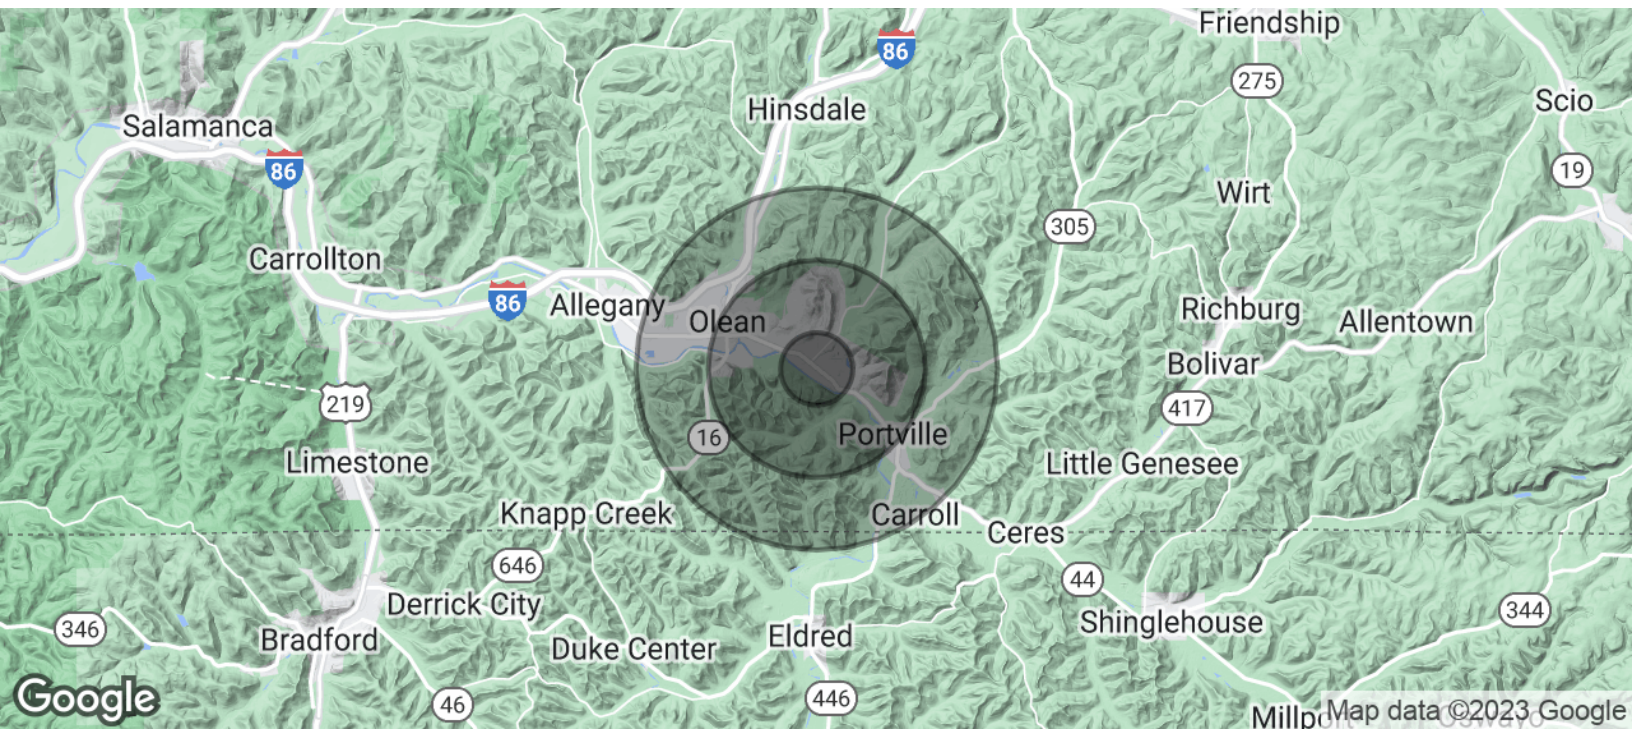 Friendship
86
275
Hinsdale
Scio
Salamanca
86
19
Wirt
305
Carrollton
86
Allegany
Olean
Richburg
Allentown
Bolivar
219
417
16
Portville
Limestone
Little Genesee
Knapp Creek
Carroll
Ceres
646
44
Derrick City
344
Shinglehouse
346
Bradford
Eldred
Duke Center
Google
46
446
Map data ©2023 Google